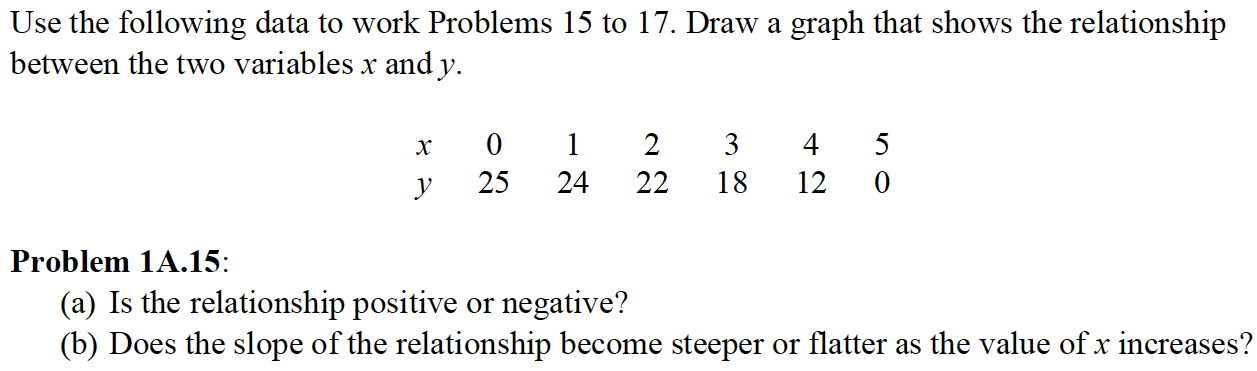 Use the following data to work Problems 15 to 17. Draw a graph that shows the relationship
between the two variables x and y.
x 0 1 2 3 4 5
y 25 24 22 18 12 0
Problem 1A.15:
(a) Is the relationship positive or negative?
(b) Does the slope of the relationship become steeper or flatter as the value of x increases?